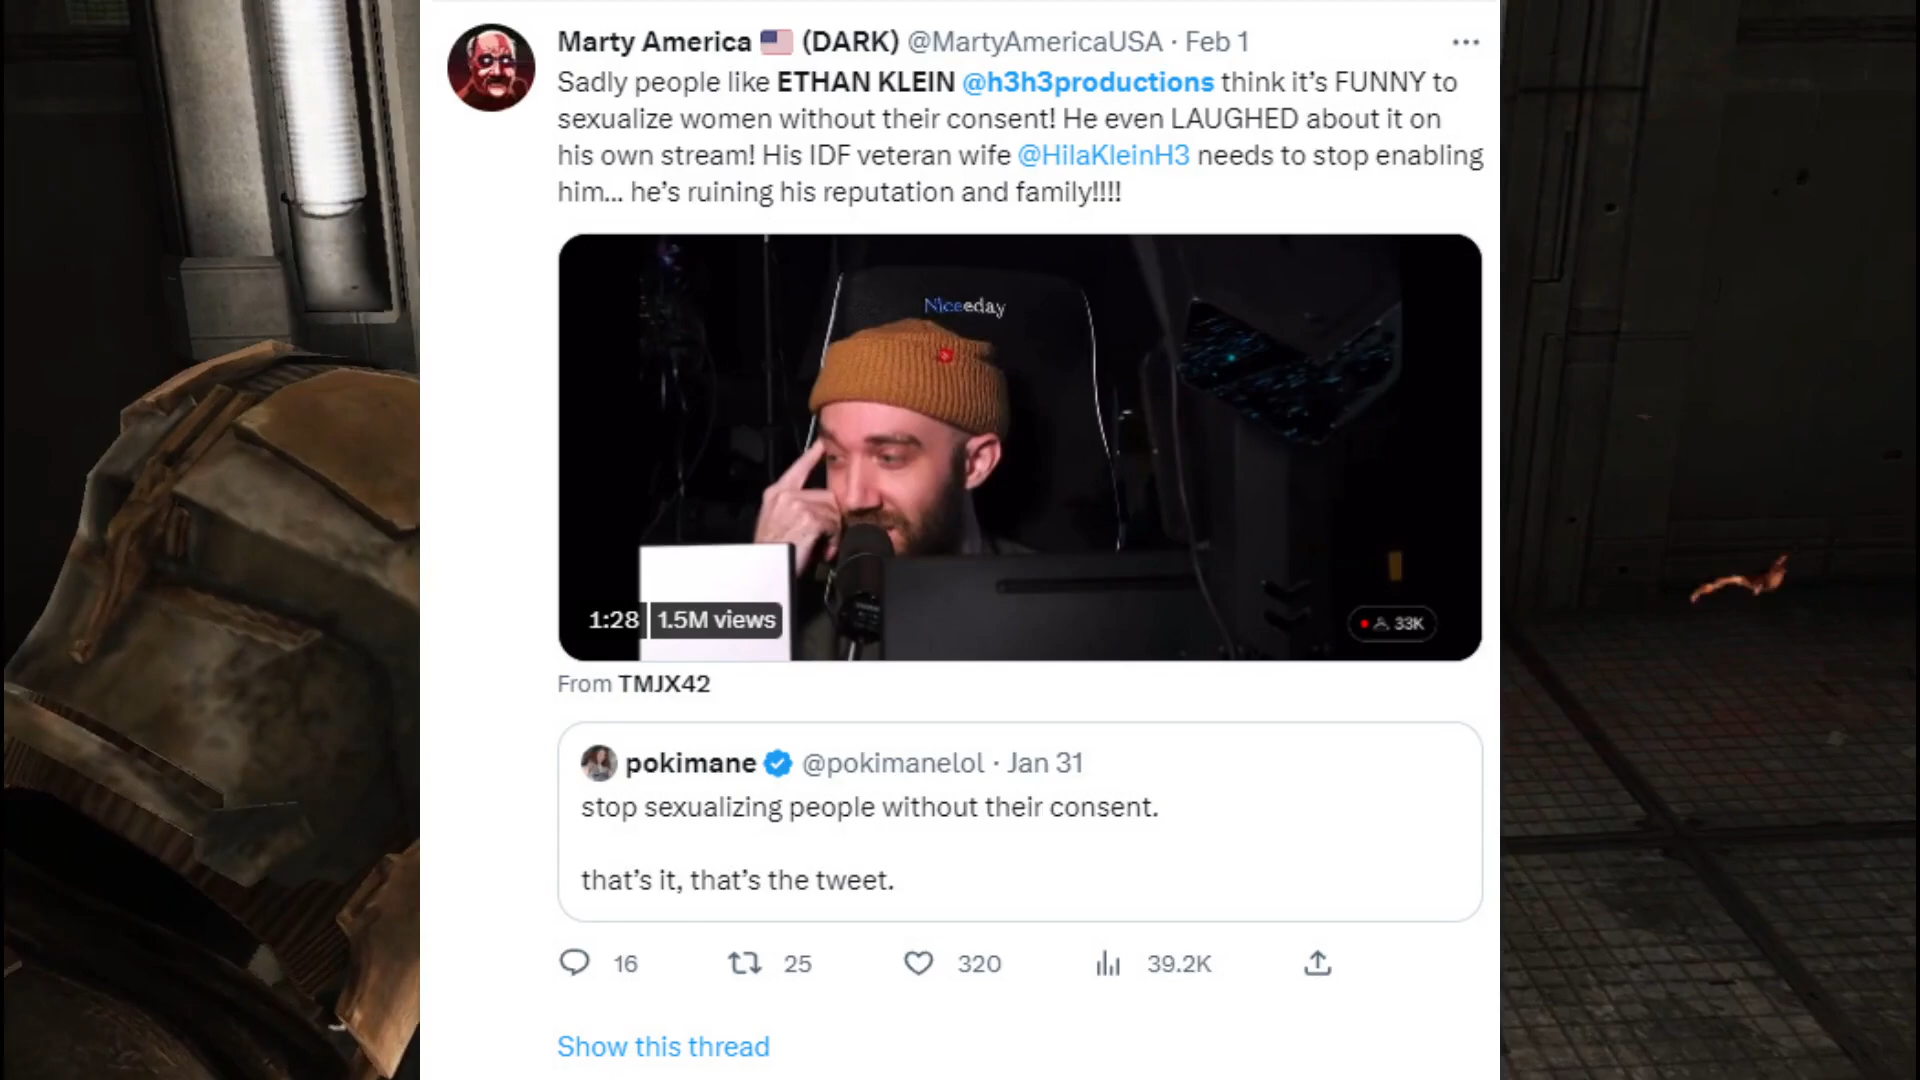 Marty America 🇺🇸 (DARK) @MartyAmericaUSA · Feb 1
Sadly people like ETHAN KLEIN @h3h3productions think it’s FUNNY to
sexualize women without their consent! He even LAUGHED about it on
his own stream! His IDF veteran wife @HilaKleinH3 needs to stop enabling
him... he’s ruining his reputation and family!!!!
Niceeday
1:28 1.5M views
33K
From TMJX42
pokimane @pokimanelol · Jan 31
stop sexualizing people without their consent.
that’s it, that’s the tweet.
16 25 320 39.2K
Show this thread